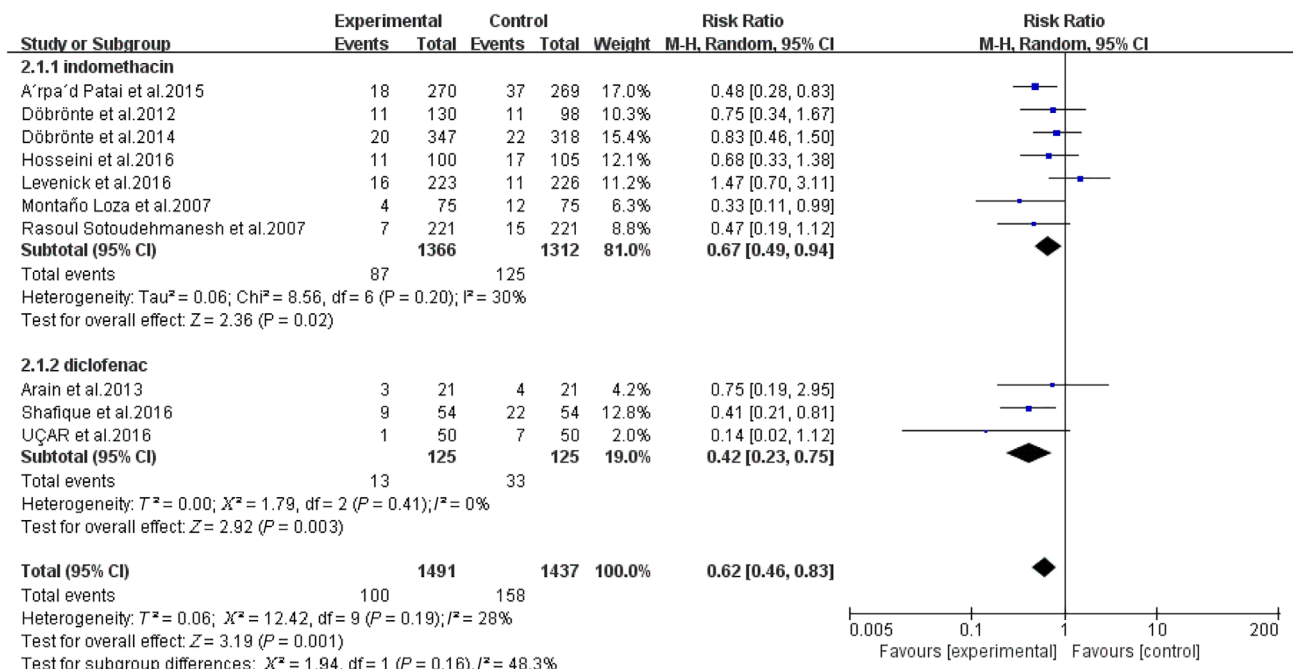 Experimental Control Risk Ratio Risk Ratio
Study or Subgroup Events Total Events Total Weight M-H, Random, 95% CI M-H, Random, 95% CI
2.1.1 indomethacin
A´rpa´d Patai et al.2015 18 270 37 269 17.0% 0.48 [0.28, 0.83]
Döbrönte et al.2012 11 130 11 98 10.3% 0.75 [0.34, 1.67]
Döbrönte et al.2014 20 347 22 318 15.4% 0.83 [0.46, 1.50]
Hosseini et al.2016 11 100 17 105 12.1% 0.68 [0.33, 1.38]
Levenick et al.2016 16 223 11 226 11.2% 1.47 [0.70, 3.11]
Montaño Loza et al.2007 4 75 12 75 6.3% 0.33 [0.11, 0.99]
Rasoul Sotoudehmanesh et al.2007 7 221 15 221 8.8% 0.47 [0.19, 1.12]
Subtotal (95% CI) 1366 1312 81.0% 0.67 [0.49, 0.94]
Total events 87 125
Heterogeneity: Tau² = 0.06; Chi² = 8.56, df = 6 (P = 0.20); I² = 30%
Test for overall effect: Z = 2.36 (P = 0.02)
2.1.2 diclofenac
Arain et al.2013 3 21 4 21 4.2% 0.75 [0.19, 2.95]
Shafique et al.2016 9 54 22 54 12.8% 0.41 [0.21, 0.81]
UÇAR et al.2016 1 50 7 50 2.0% 0.14 [0.02, 1.12]
Subtotal (95% CI) 125 125 19.0% 0.42 [0.23, 0.75]
Total events 13 33
Heterogeneity: T² = 0.00; X² = 1.79, df = 2 (P = 0.41); I² = 0%
Test for overall effect: Z = 2.92 (P = 0.003)
Total (95% CI) 1491 1437 100.0% 0.62 [0.46, 0.83]
Total events 100 158
Heterogeneity: T² = 0.06; X² = 12.42, df = 9 (P = 0.19); I² = 28%
Test for overall effect: Z = 3.19 (P = 0.001)
Test for subgroup differences: X² = 1.94, df = 1 (P = 0.16), I² = 48.3%
0.005 0.1 1 10 200
Favours [experimental] Favours [control]